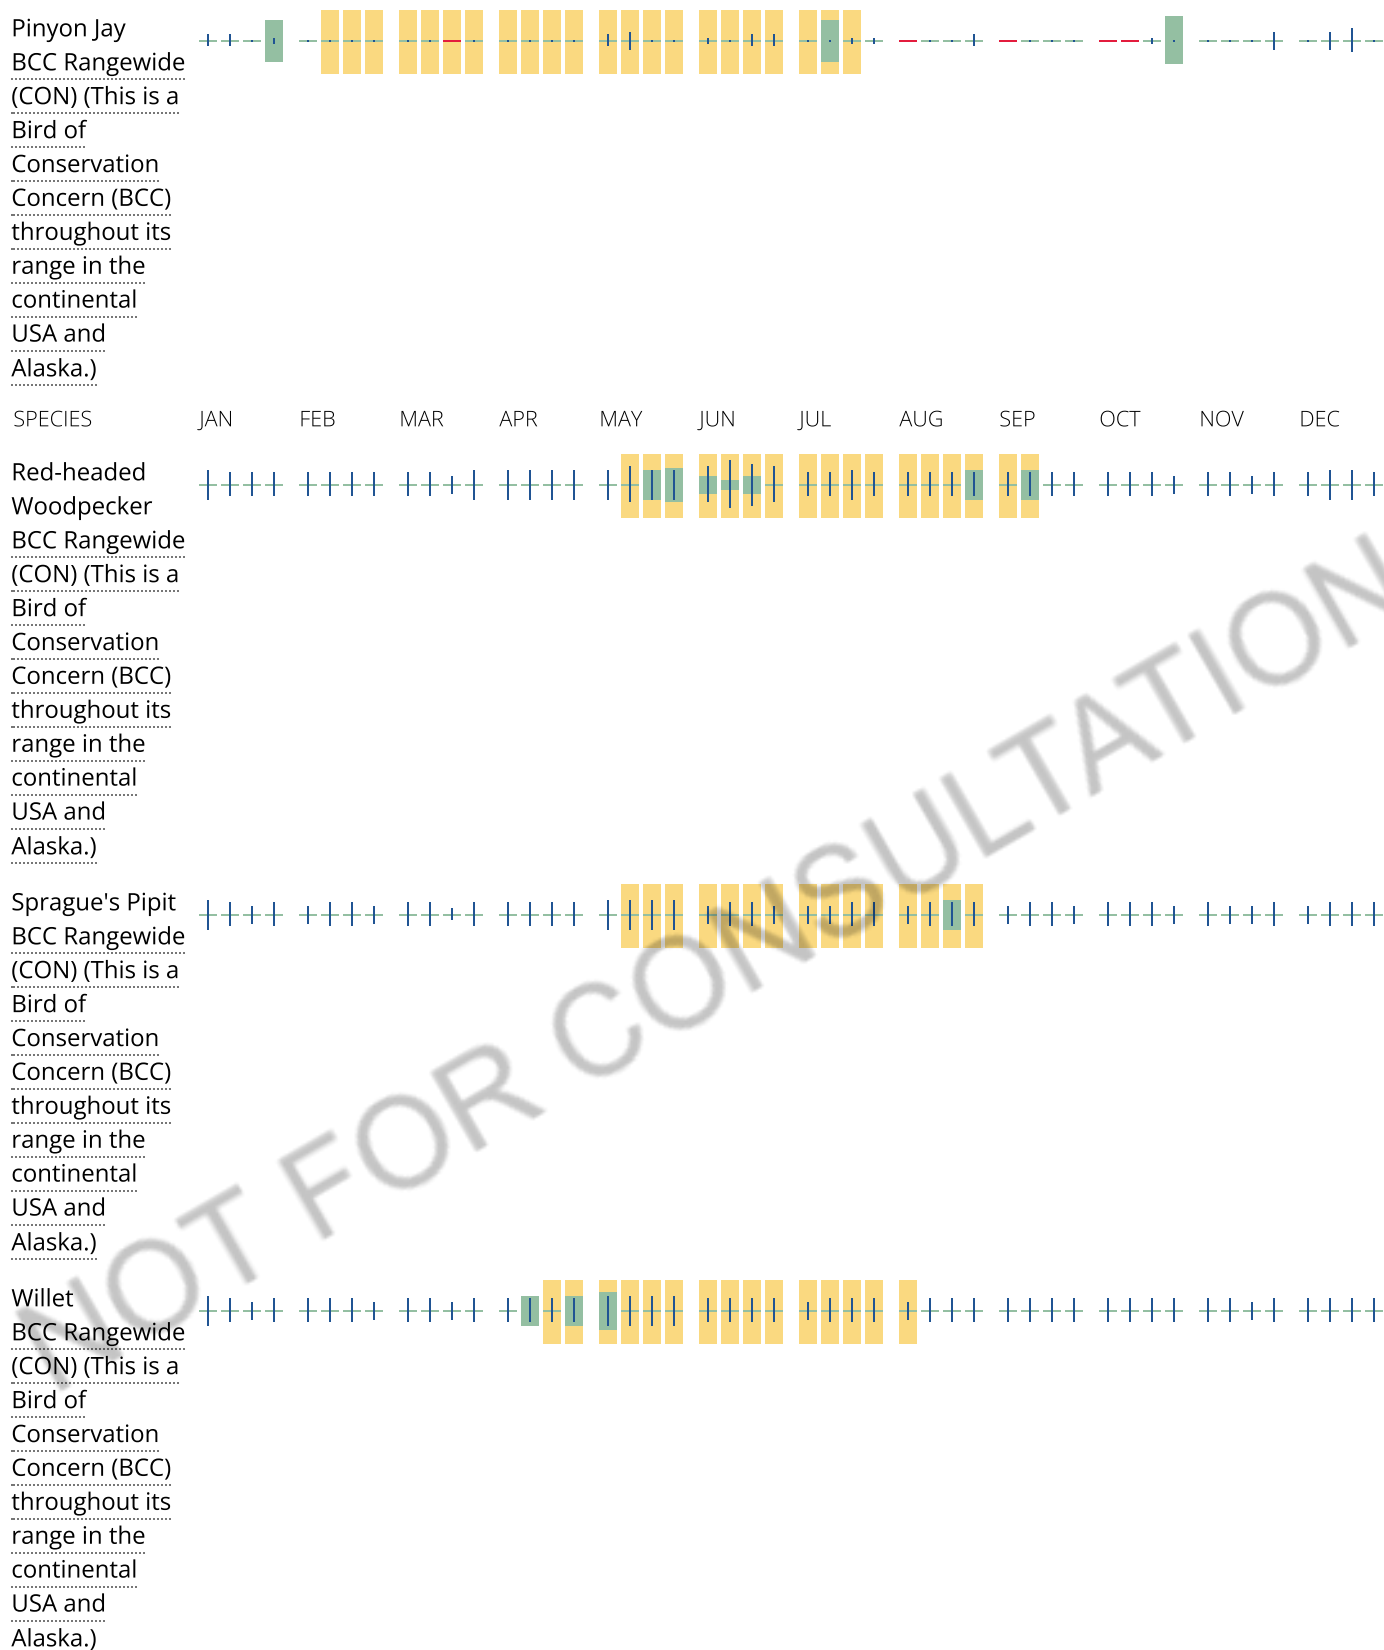 Pinyon Jay
BCC Rangewide
(CON) (This is a
Bird of
Conservation
Concern (BCC)
throughout its
range in the
continental
USA and
Alaska.)
SPECIES JAN FEB MAR APR MAY JUN JUL AUG SEP OCT NOV DEC
Red-headed
Woodpecker
BCC Rangewide
(CON) (This is a
Bird of
Conservation
Concern (BCC)
throughout its
range in the
continental
USA and
Alaska.)
Sprague's Pipit
BCC Rangewide
(CON) (This is a
Bird of
Conservation
Concern (BCC)
throughout its
range in the
continental
USA and
Alaska.)
Willet
BCC Rangewide
(CON) (This is a
Bird of
Conservation
Concern (BCC)
throughout its
range in the
continental
USA and
Alaska.)
NOT FOR CONSULTATION